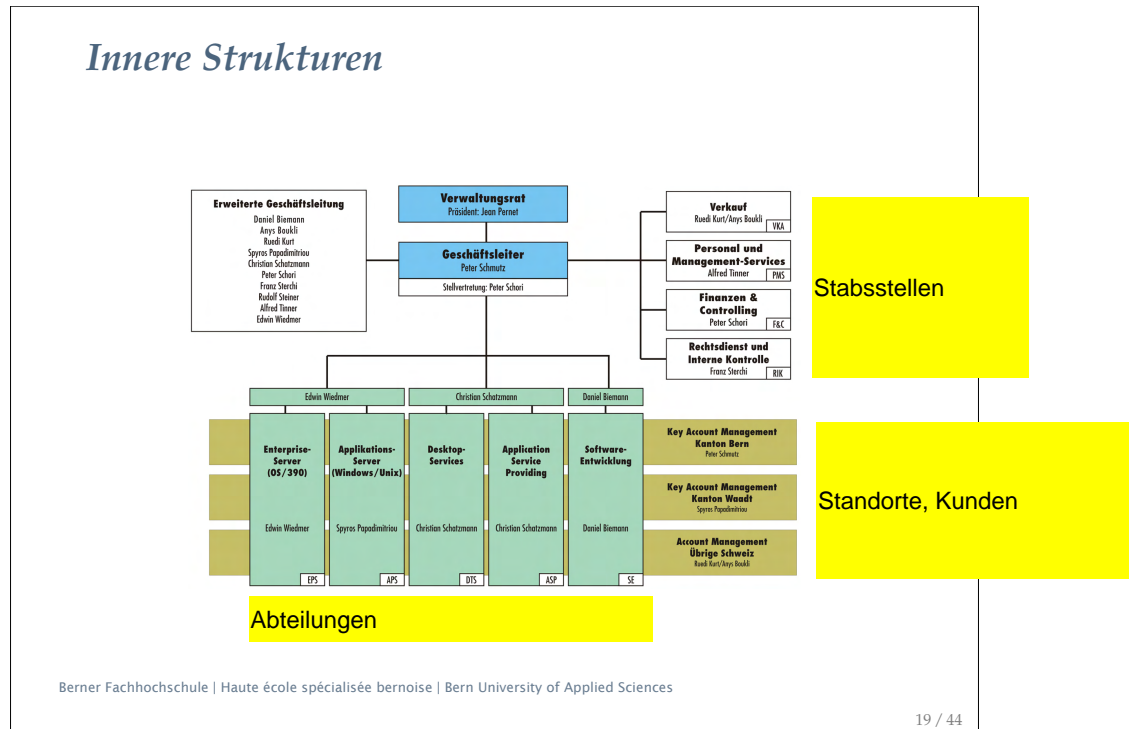 Innere Strukturen
Erweiterte Geschäftsleitung
Daniel Biemann
Anys Boukli
Ruedi Kurt
Spyros Papadimitriou
Christian Schatzmann
Peter Schori
Franz Sterchi
Rudolf Steiner
Alfred Tinner
Edwin Wiedmer
Verwaltungsrat
Präsident: Jean Pernet
Geschäftsleiter
Peter Schmutz
Stellvertretung: Peter Schori
Verkauf
Ruedi Kurt/Anys Boukli
VKA
Personal und
Management-Services
Alfred Tinner
PMS
Finanzen &
Controlling
Peter Schori
F&C
Rechtsdienst und
Interne Kontrolle
Franz Sterchi
RIK
Stabsstellen
Edwin Wiedmer
Christian Schatzmann
Daniel Biemann
Enterprise-
Server
(OS/390)
Edwin Wiedmer
EPS
Applikations-
Server
(Windows/Unix)
Spyros Papadimitriou
APS
Desktop-
Services
Christian Schatzmann
DTS
Application
Service
Providing
Christian Schatzmann
ASP
Software-
Entwicklung
Daniel Biemann
SE
Key Account Management
Kanton Bern
Peter Schmutz
Key Account Management
Kanton Waadt
Spyros Papadimitriou
Account Management
Übrige Schweiz
Ruedi Kurt/Anys Boukli
Standorte, Kunden
Abteilungen
Berner Fachhochschule | Haute école spécialisée bernoise | Bern University of Applied Sciences
19 / 44